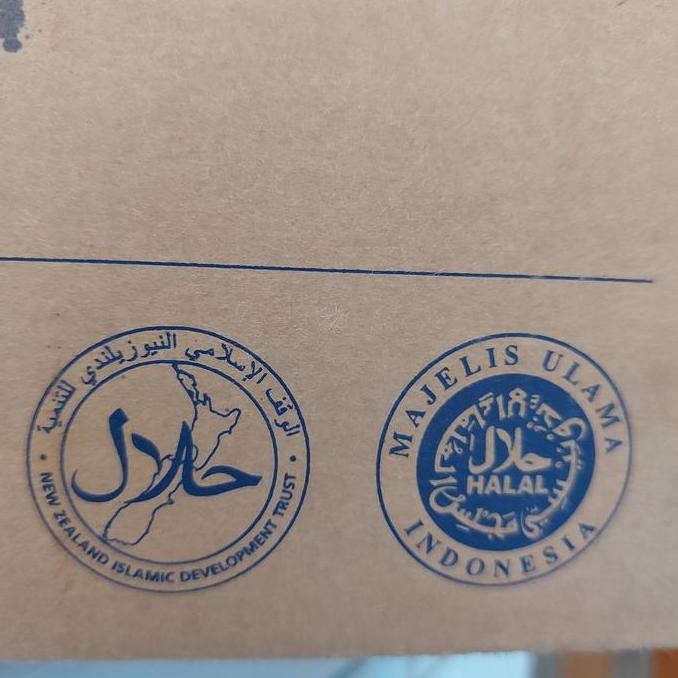 الوقف الإسلامي النيوزيلندي للتنمية
حلال
NEW ZEALAND ISLAMIC DEVELOPMENT TRUST
MAJELIS ULAMA
حلال
HALAL
INDONESIA